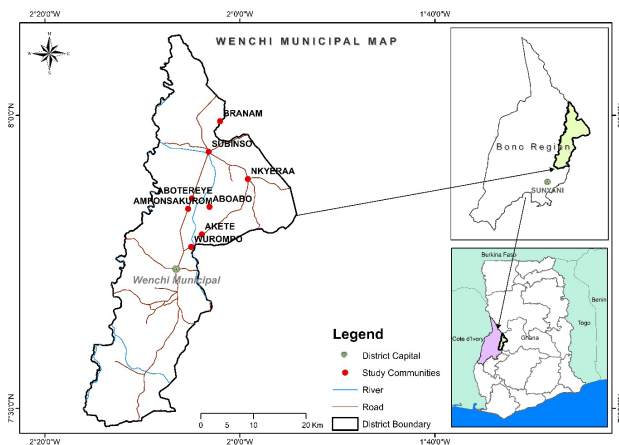 2°20'0"W
2°0'0"W
1°40'0"W
WENCHI MUNICIPAL MAP
8°0'0"N
7°30'0"N
BRANAM
SUBINSO
NKYERAA
ABOTEREYE
AMPONSAKUROM
ABOABO
AKETE
WUROMPO
Wenchi Municipal
Bono Region
SUNYANI
Burkina Faso
Benin
Togo
Cote d'Ivory
Ghana
Legend
District Capital
Study Communities
River
Road
District Boundary
0 10 20 Km
2°20'0"W
2°0'0"W
1°40'0"W